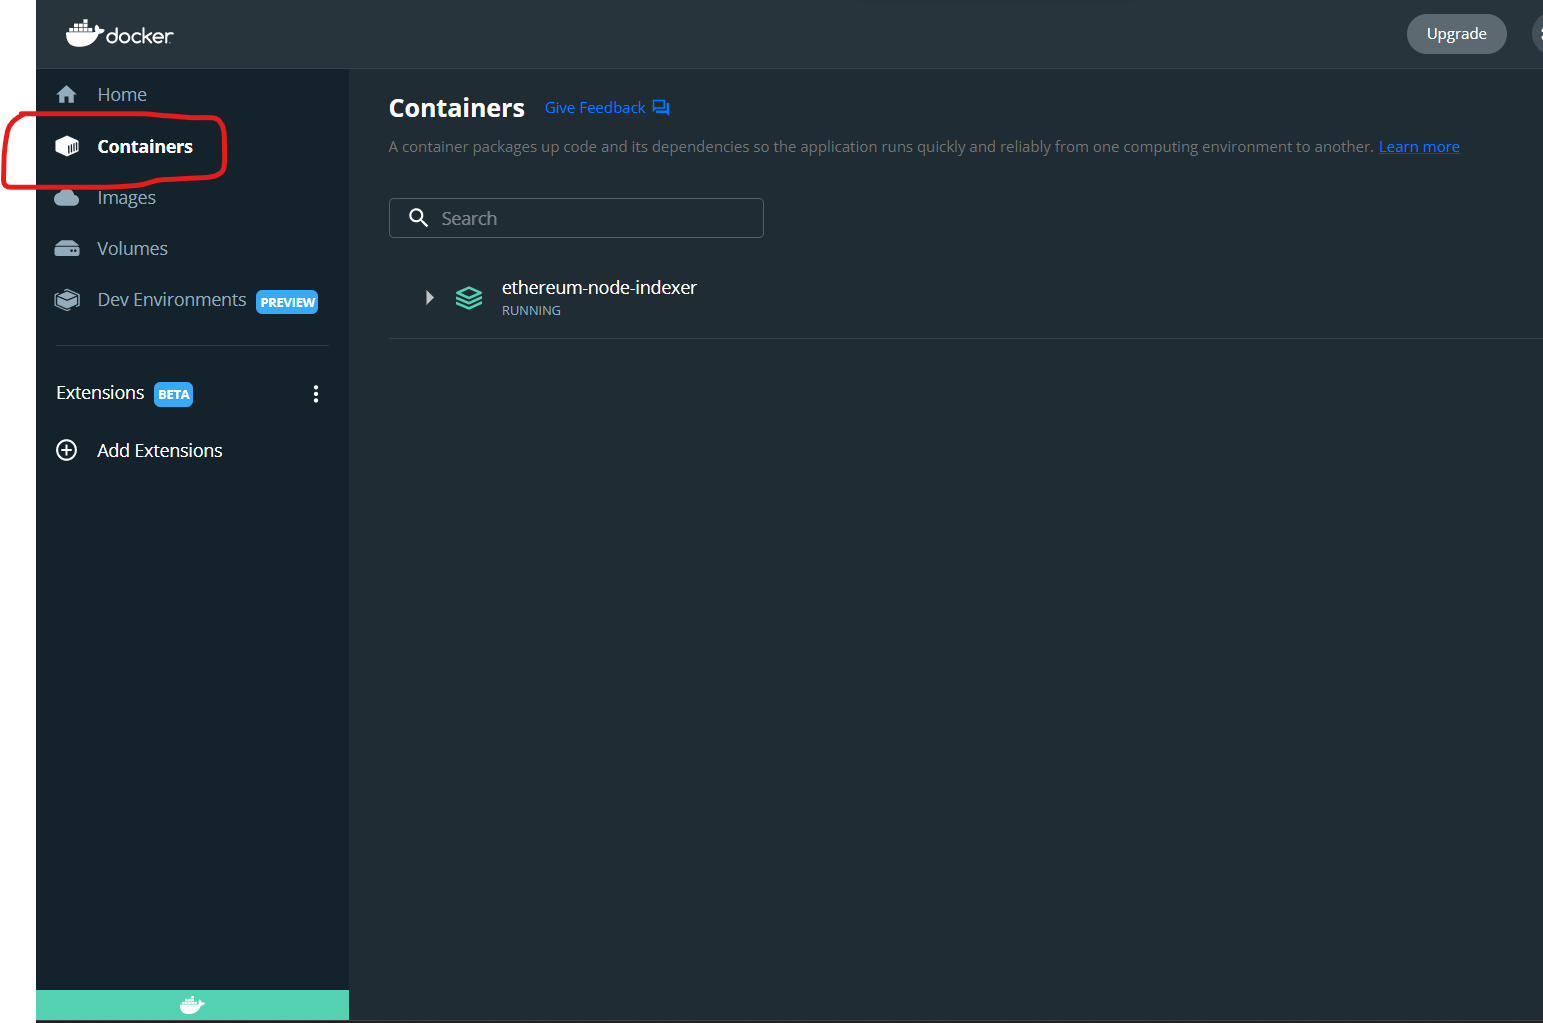 docker
Upgrade
Home
Containers
Images
Volumes
Dev Environments PREVIEW
Extensions BETA
Add Extensions
Containers Give Feedback
A container packages up code and its dependencies so the application runs quickly and reliably from one computing environment to another. Learn more
Search
ethereum-node-indexer
RUNNING